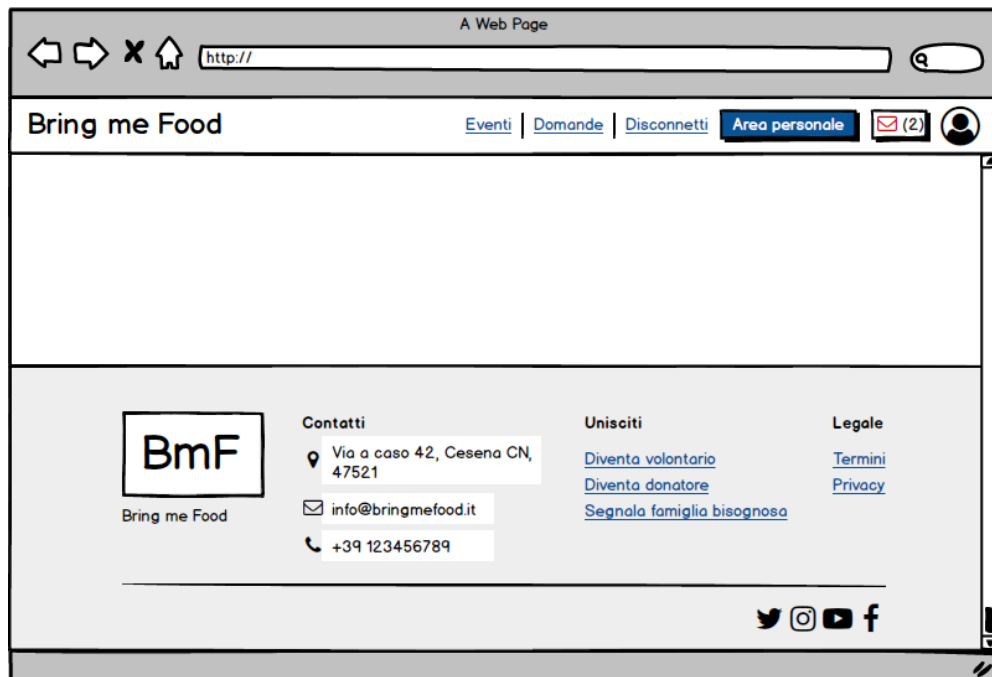 A Web Page
http://
Bring me Food
Eventi
Domande
Disconnetti
Area personale
(2)
BmF
Bring me Food
Contatti
Via a caso 42, Cesena CN,
47521
info@bringmefood.it
+39 123456789
Unisciti
Diventa volontario
Diventa donatore
Segnala famiglia bisognosa
Legale
Termini
Privacy